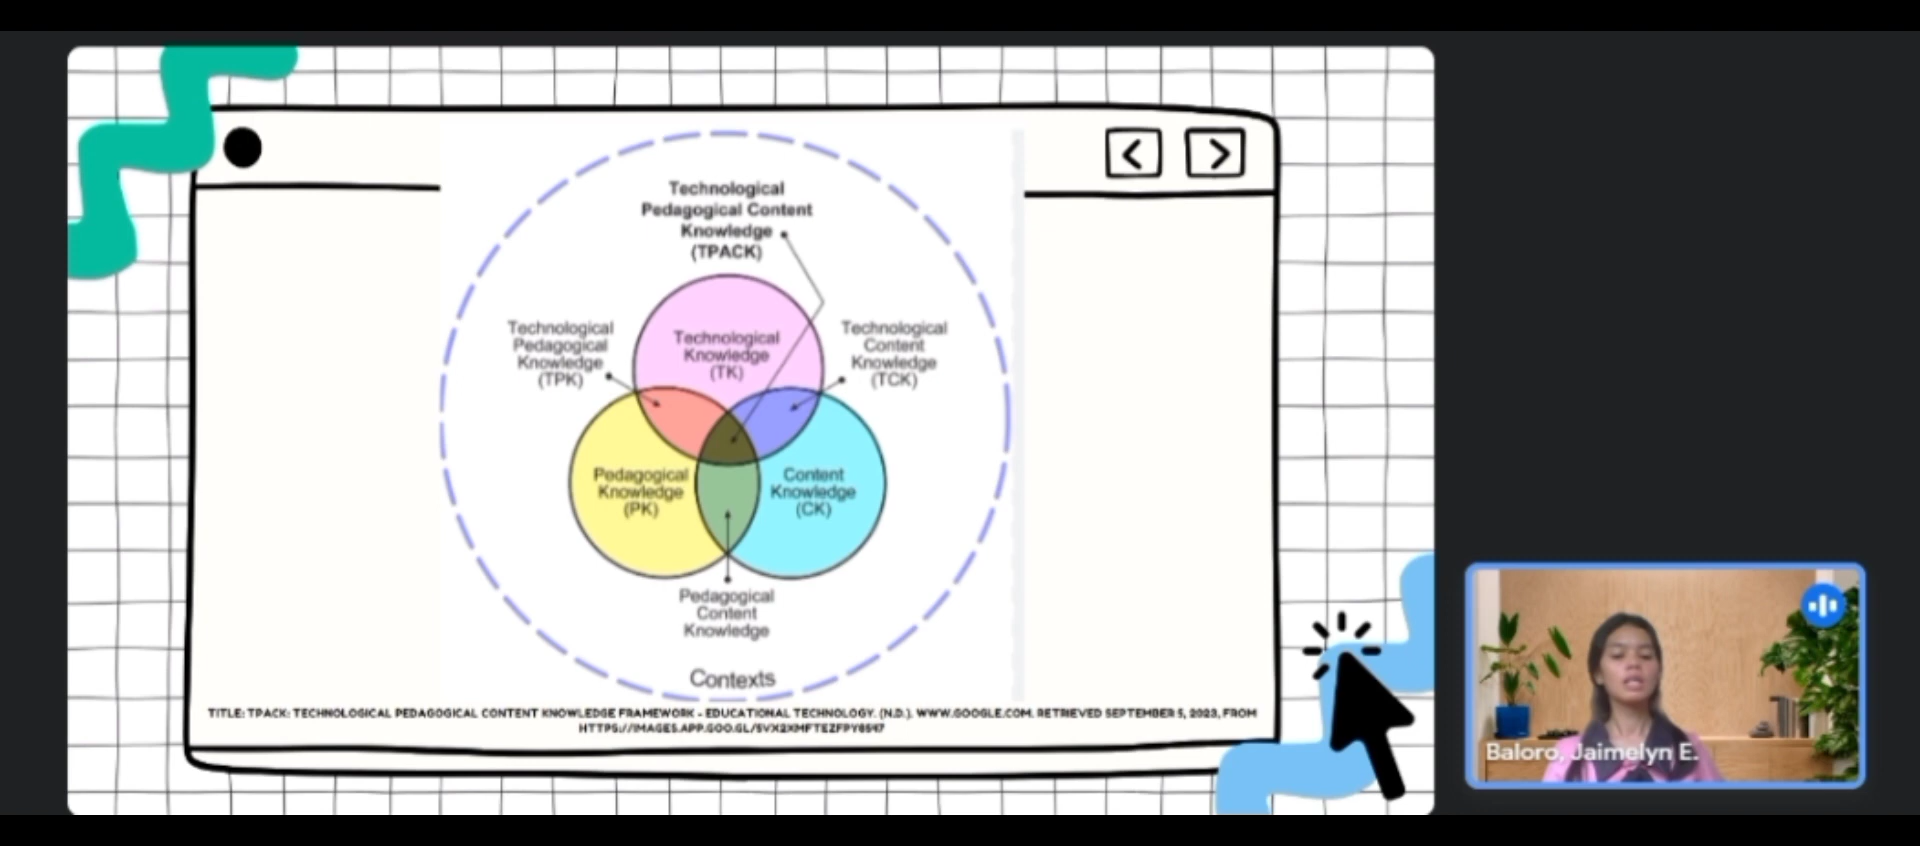 Technological
Pedagogical Content
Knowledge
(TPACK)
Technological
Pedagogical
Knowledge
(TPK)
Technological
Knowledge
(TK)
Technological
Content
Knowledge
(TCK)
Pedagogical
Knowledge
(PK)
Content
Knowledge
(CK)
Pedagogical
Content
Knowledge
Contexts
TITLE: TPACK: TECHNOLOGICAL PEDAGOGICAL CONTENT KNOWLEDGE FRAMEWORK - EDUCATIONAL TECHNOLOGY. (N.D.). WWW.GOOGLE.COM. RETRIEVED SEPTEMBER 5, 2023, FROM
Baloro, Jaimelyn E.